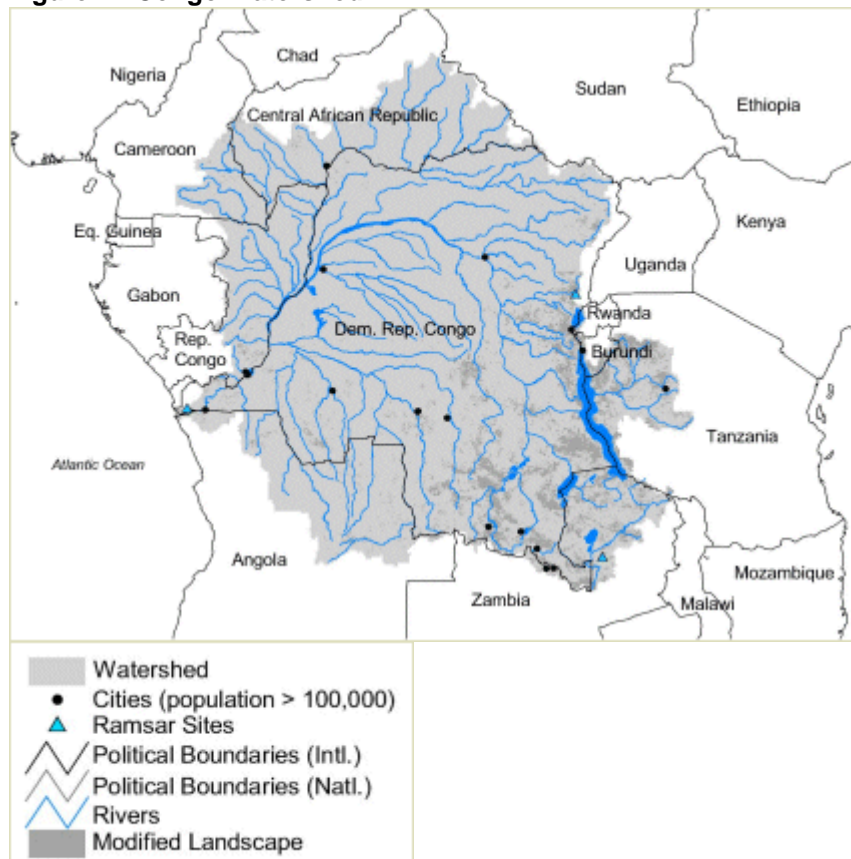 Chad
Nigeria
Sudan
Ethiopia
Central African Republic
Cameroon
Kenya
Eq. Guinea
Uganda
Gabon
Rwanda
Dem. Rep. Congo
Rep.
Congo
Burundi
Tanzania
Atlantic Ocean
Angola
Mozambique
Zambia
Malawi
Watershed
Cities (population > 100,000)
Ramsar Sites
Political Boundaries (Intl.)
Political Boundaries (Natl.)
Rivers
Modified Landscape